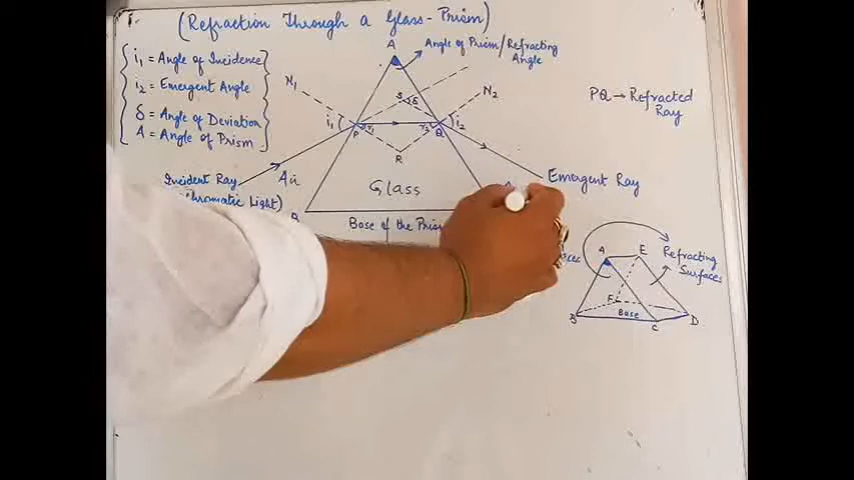 (Refraction Through a Glass-Prism)
i1 = Angle of Incidence
i2 = Emergent Angle
δ = Angle of Deviation
A = Angle of Prism
A
Angle of Prism/Refracting
Angle
N1
N2
S
δ
i1
P
r1
r2
Q
i2
R
PQ → Refracted
Ray
Incident Ray
Chromatic Light)
Air
Glass
Emergent Ray
B
Base of the Prism
A
E
Refracting
Surfaces
F
B
Base
C
D